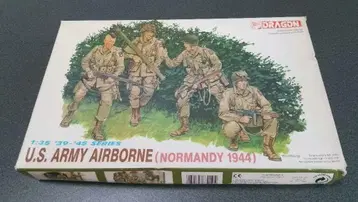 DRAGON
1:35 '39-'45 SERIES
U.S. ARMY AIRBORNE (NORMANDY 1944)